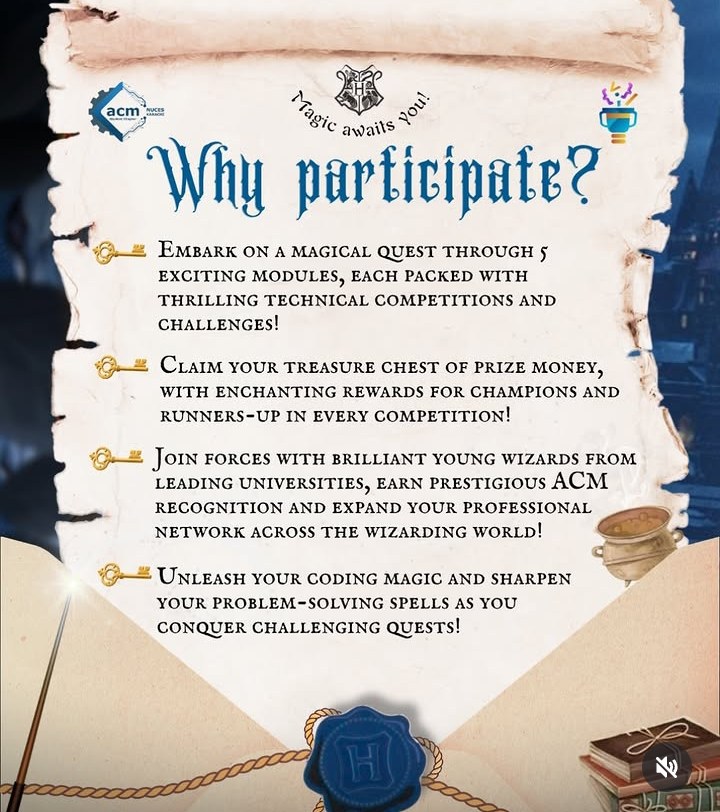 acm
NUCES
KARACHI
H
Magic awaits you!
Why participate?
EMBARK ON A MAGICAL QUEST THROUGH 5
EXCITING MODULES, EACH PACKED WITH
THRILLING TECHNICAL COMPETITIONS AND
CHALLENGES!
CLAIM YOUR TREASURE CHEST OF PRIZE MONEY,
WITH ENCHANTING REWARDS FOR CHAMPIONS AND
RUNNERS-UP IN EVERY COMPETITION!
JOIN FORCES WITH BRILLIANT YOUNG WIZARDS FROM
LEADING UNIVERSITIES, EARN PRESTIGIOUS ACM
RECOGNITION AND EXPAND YOUR PROFESSIONAL
NETWORK ACROSS THE WIZARDING WORLD!
UNLEASH YOUR CODING MAGIC AND SHARPEN
YOUR PROBLEM-SOLVING SPELLS AS YOU
CONQUER CHALLENGING QUESTS!
H